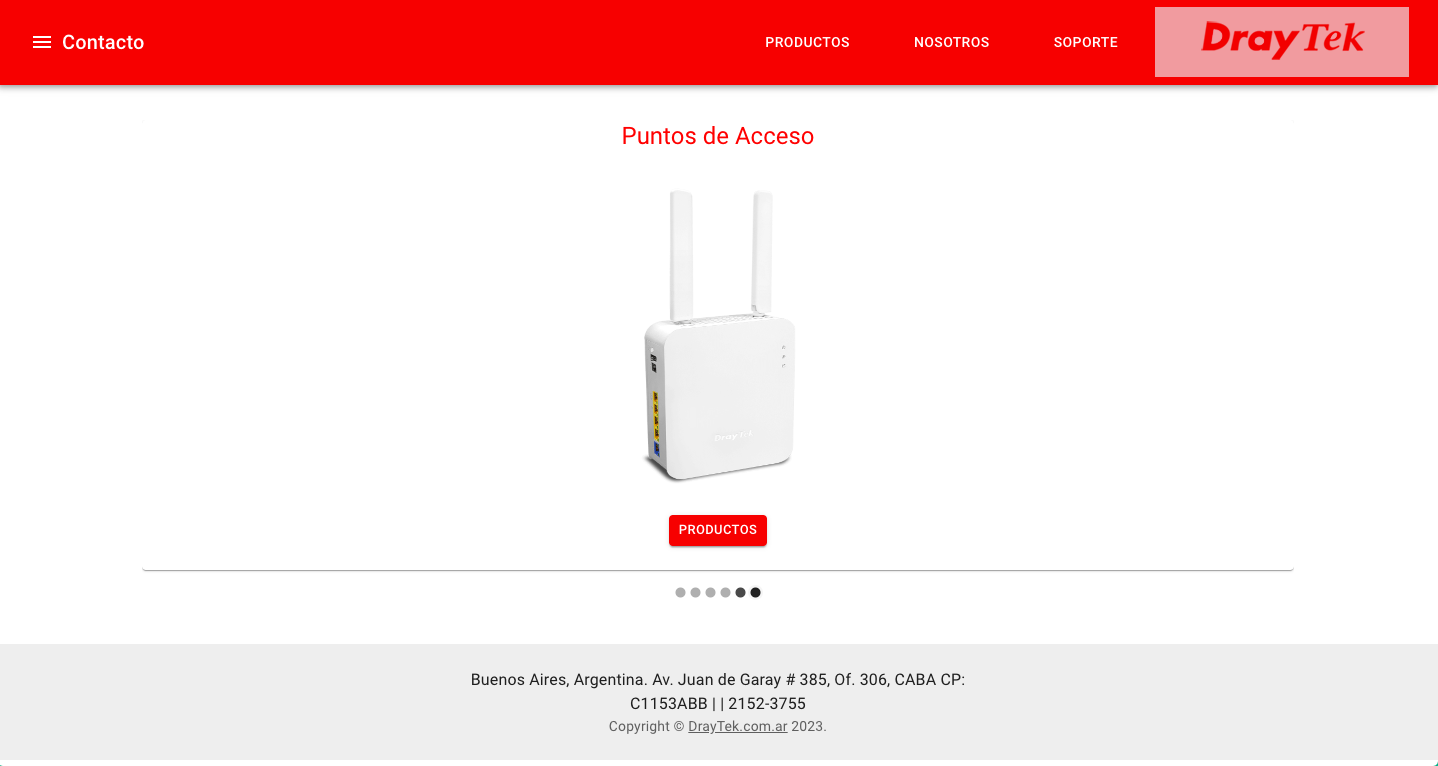 Contacto
PRODUCTOS
NOSOTROS
SOPORTE
DrayTek
Puntos de Acceso
DrayTek
PRODUCTOS
Buenos Aires, Argentina. Av. Juan de Garay # 385, Of. 306, CABA CP:
C1153ABB | | 2152-3755
Copyright © DrayTek.com.ar 2023.